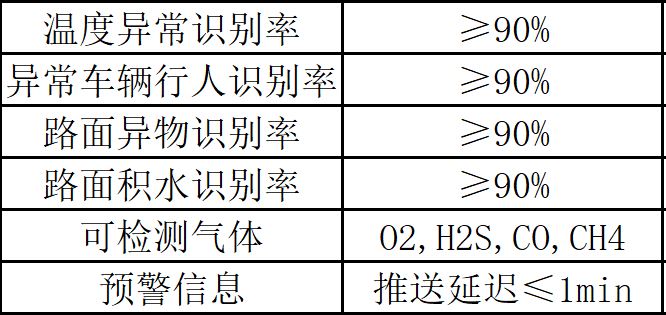 温度异常识别率 ≥90%
异常车辆行人识别率 ≥90%
路面异物识别率 ≥90%
路面积水识别率 ≥90%
可检测气体 O2,H2S,CO,CH4
预警信息 推送延迟≤1min